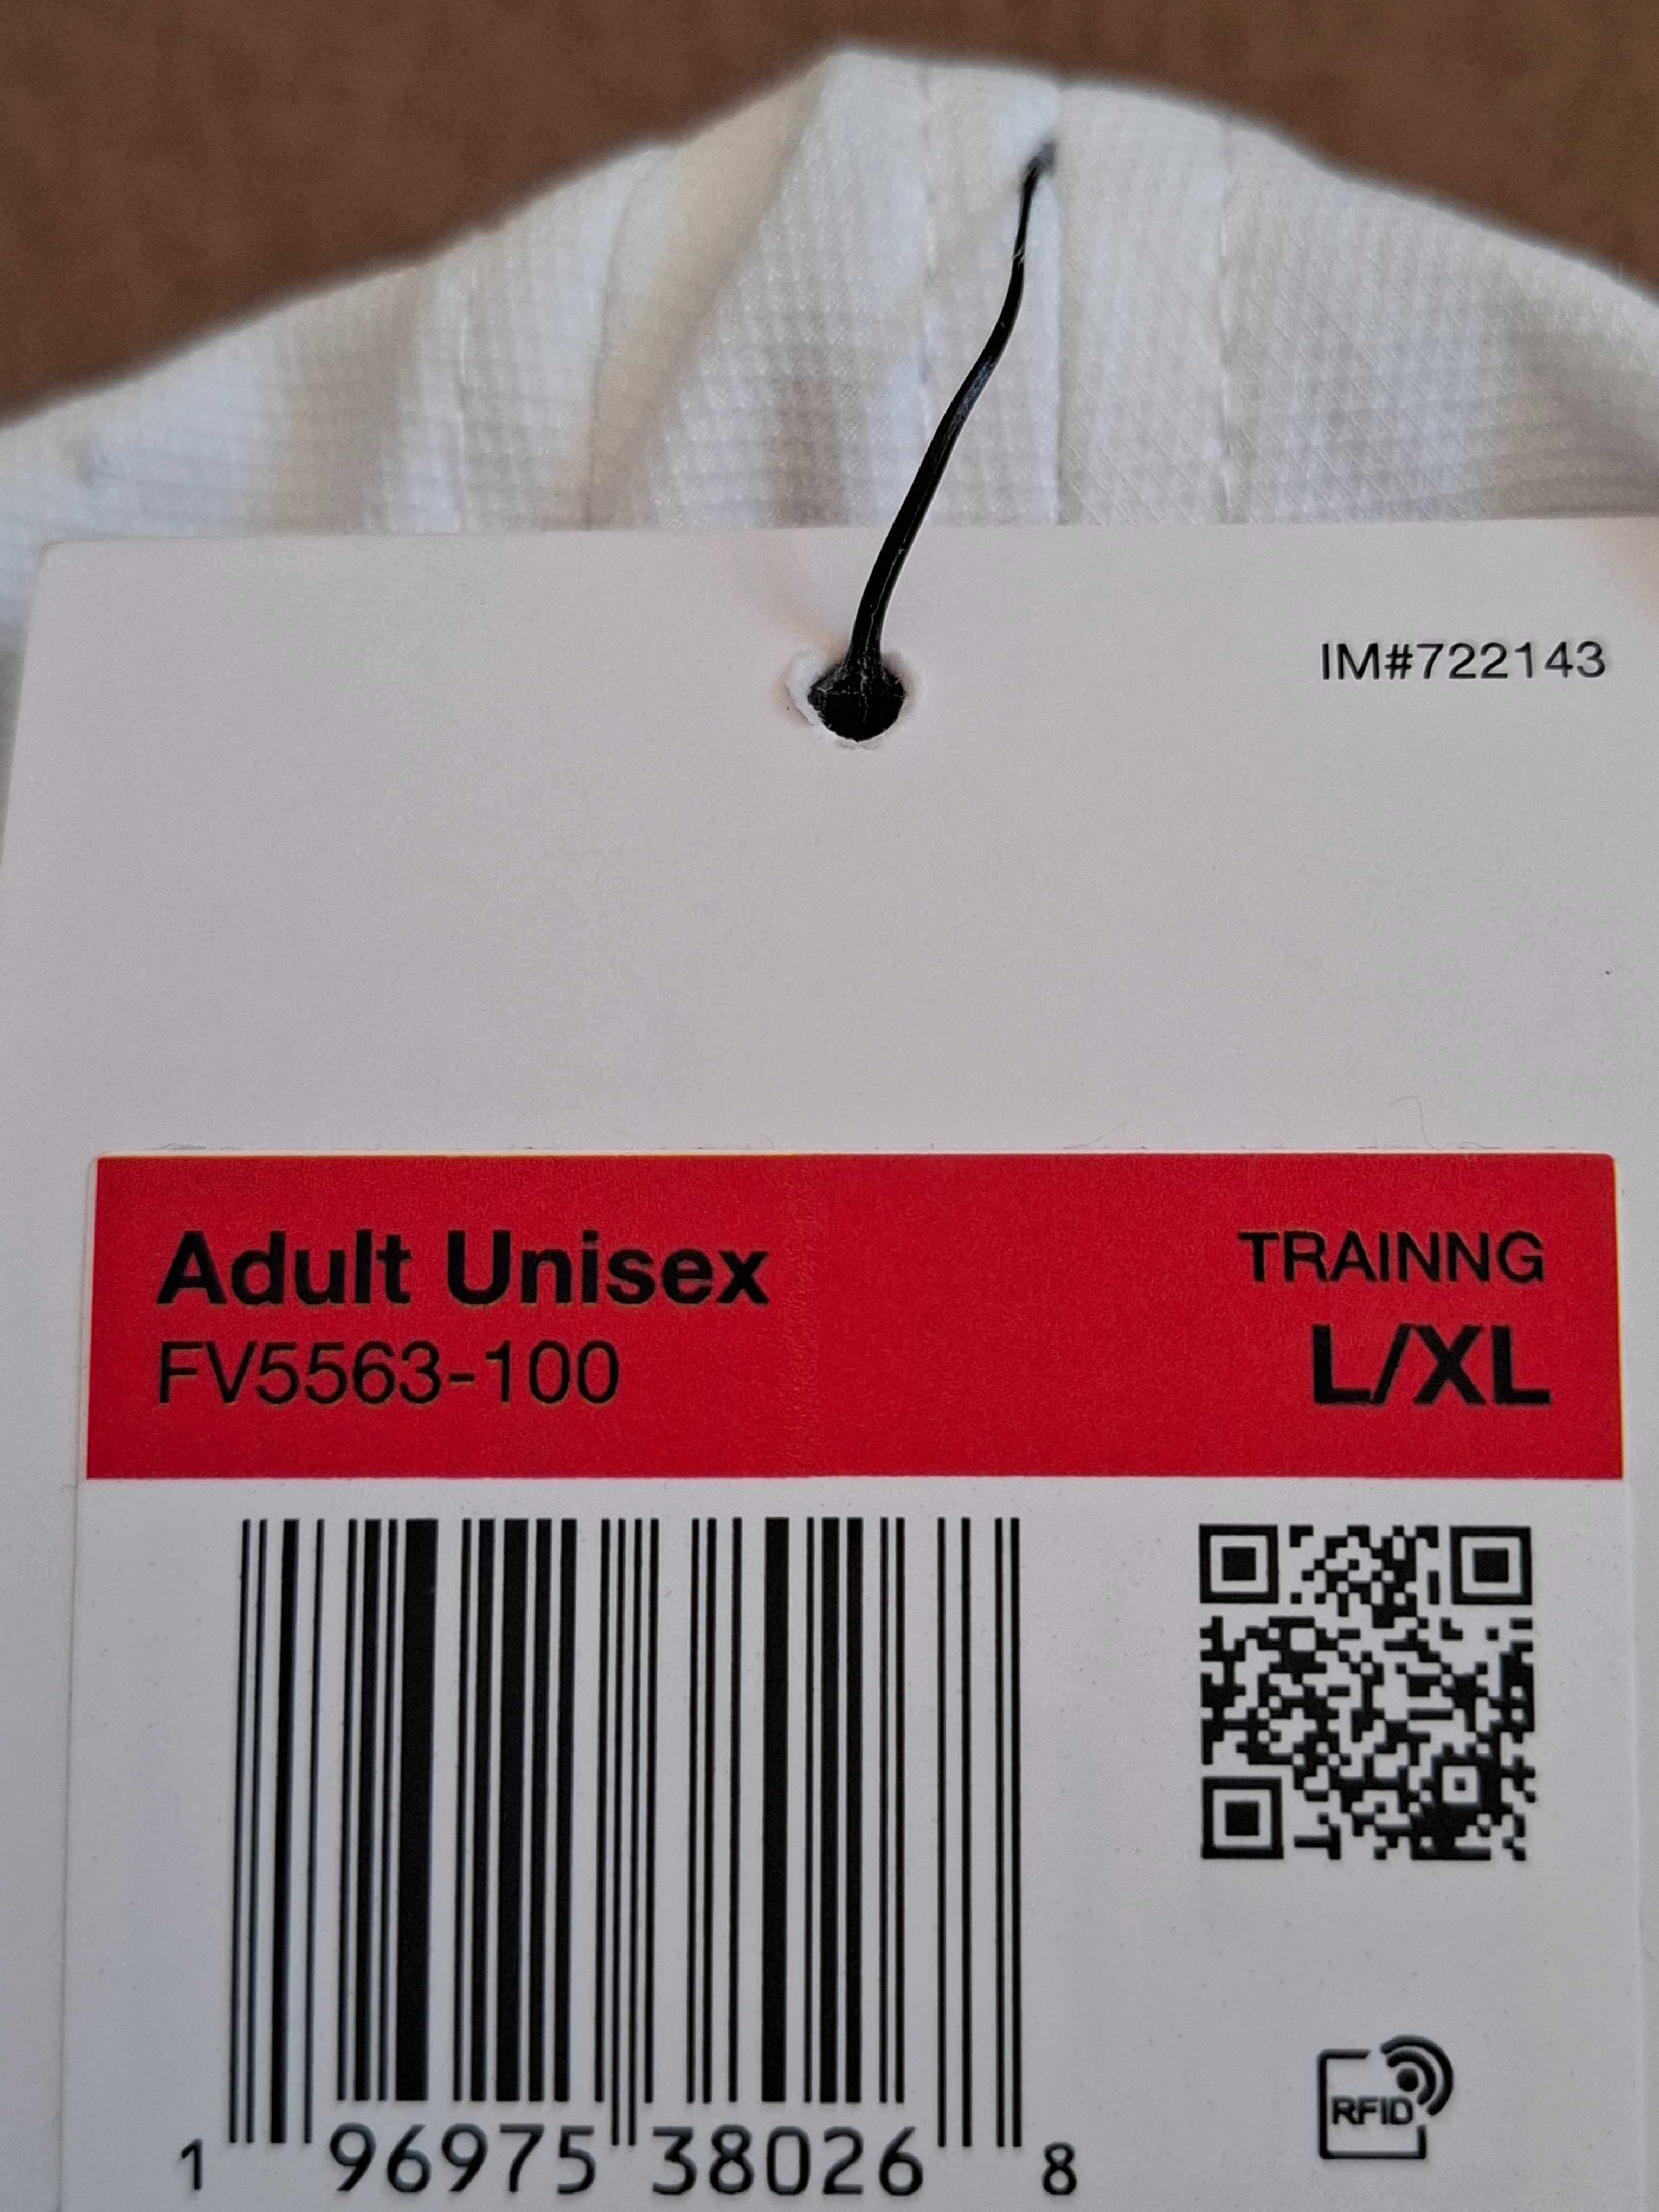 IM#722143
Adult Unisex
TRAINNG
FV5563-100
L/XL
RFID
1 96975 38026 8